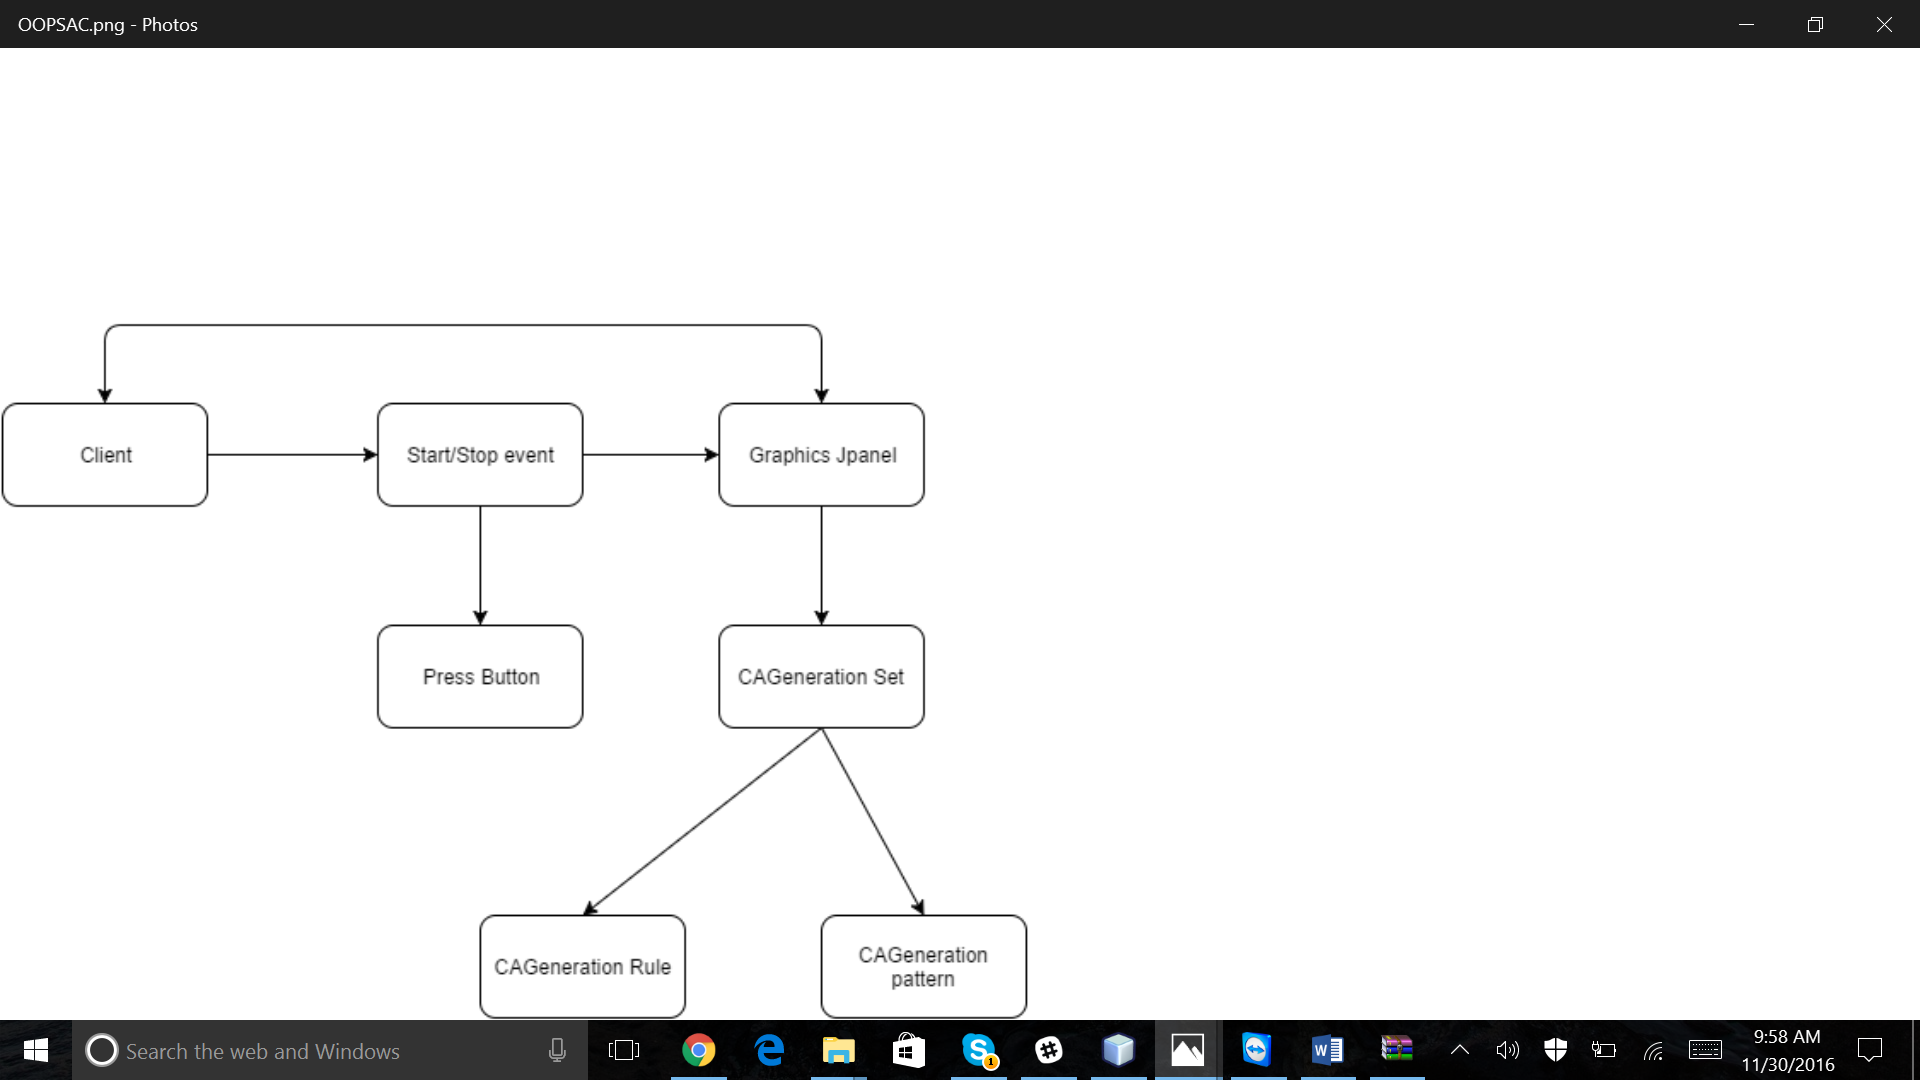 OOPSAC.png - Photos
Client
Start/Stop event
Graphics Jpanel
Press Button
CAGeneration Set
CAGeneration Rule
CAGeneration
pattern
Search the web and Windows
1
9:58 AM
11/30/2016